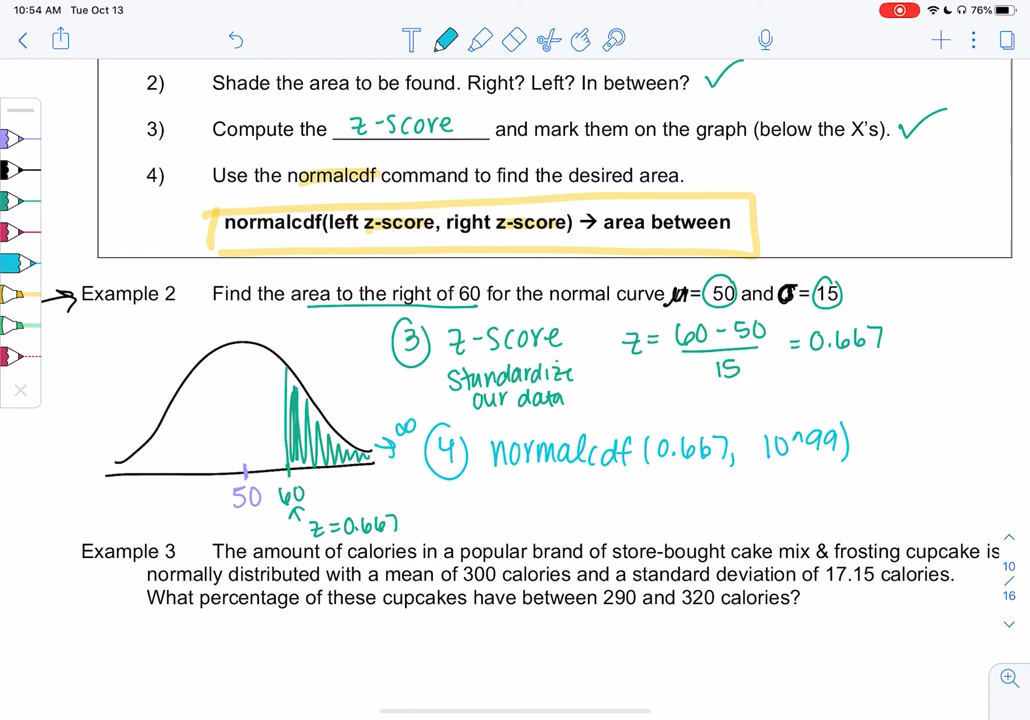 10:54 AM Tue Oct 13
76%
2) Shade the area to be found. Right? Left? In between?
3) Compute the z-score and mark them on the graph (below the X's).
4) Use the normalcdf command to find the desired area.
normalcdf(left z-score, right z-score) → area between
Example 2 Find the area to the right of 60 for the normal curve μ= 50 and σ = 15
③ z-score z = 60 - 50 / 15 = 0.667
Standardize
our data
→ ∞
④ normalcdf (0.667, 10^99)
50 60
z=0.667
Example 3 The amount of calories in a popular brand of store-bought cake mix & frosting cupcake is
normally distributed with a mean of 300 calories and a standard deviation of 17.15 calories.
What percentage of these cupcakes have between 290 and 320 calories?
10
/
16